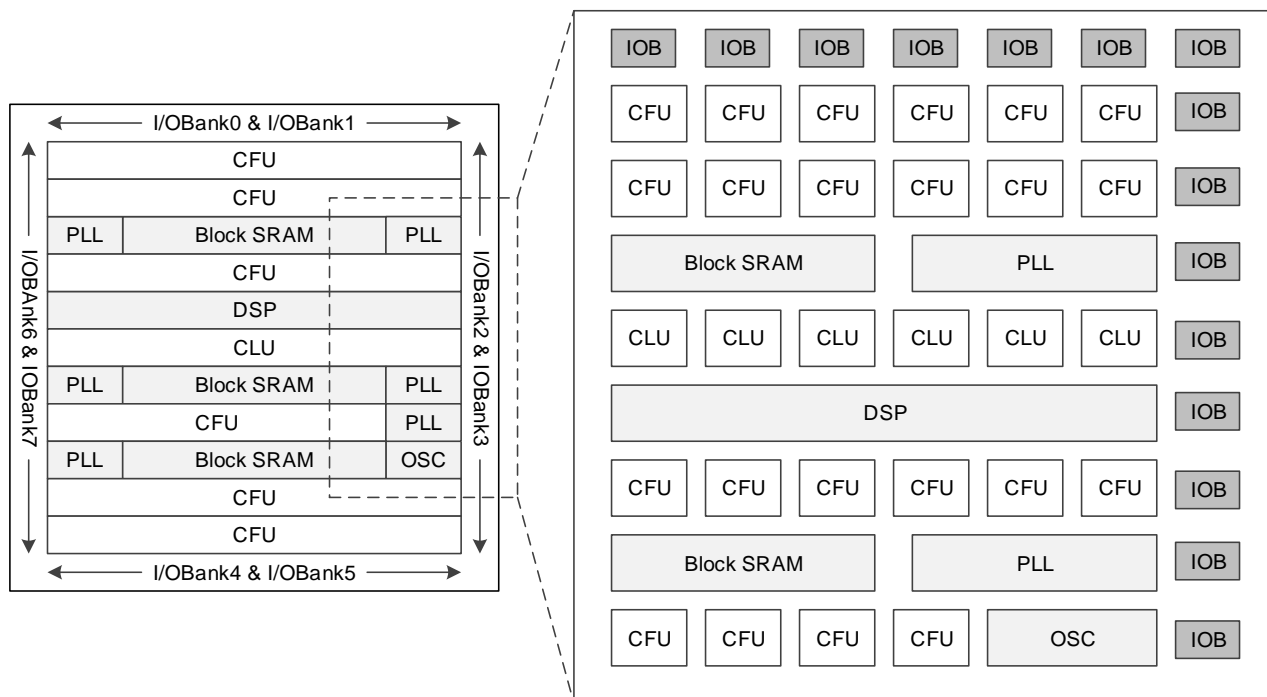 I/OBank0 & I/OBank1
CFU
CFU
PLL Block SRAM PLL
CFU
DSP
CLU
PLL Block SRAM PLL
CFU PLL
PLL Block SRAM OSC
CFU
CFU
I/OBank4 & I/OBank5
I/OBAnk6 & IOBank7
I/OBank2 & IOBank3
IOB IOB IOB IOB IOB IOB IOB
CFU CFU CFU CFU CFU CFU IOB
CFU CFU CFU CFU CFU CFU IOB
Block SRAM PLL IOB
CLU CLU CLU CLU CLU CLU IOB
DSP IOB
CFU CFU CFU CFU CFU CFU IOB
Block SRAM PLL IOB
CFU CFU CFU CFU OSC IOB